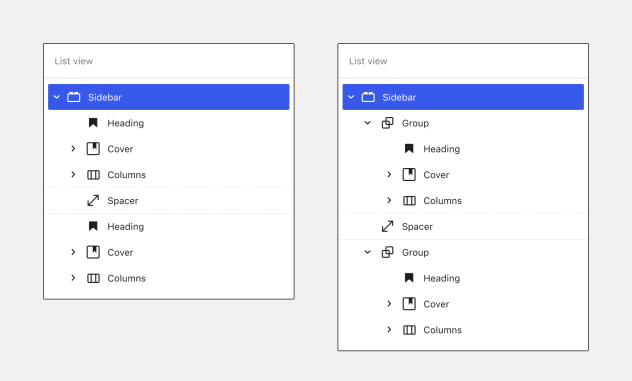 List view
Sidebar
Heading
Cover
Columns
Spacer
Heading
Cover
Columns
List view
Sidebar
Group
Heading
Cover
Columns
Spacer
Group
Heading
Cover
Columns